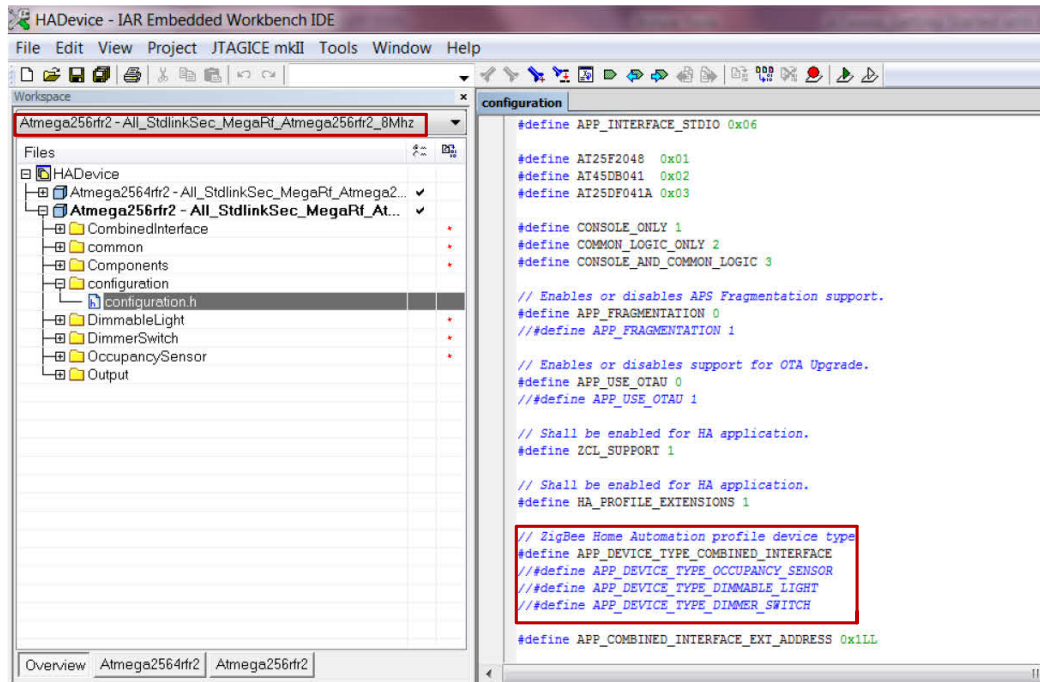 HADevice - IAR Embedded Workbench IDE
File Edit View Project JTAGICE mkII Tools Window Help
Workspace
Atmega256rfr2 - All_StdlinkSec_MegaRf_Atmega256rfr2_8Mhz
Files
HADevice
Atmega2564rfr2 - All_StdlinkSec_MegaRf_Atmega2...
Atmega256rfr2 - All_StdlinkSec_MegaRf_At...
CombinedInterface
common
Components
configuration
configuration.h
DimmableLight
DimmerSwitch
OccupancySensor
Output
Overview Atmega2564rfr2 Atmega256rfr2
configuration
#define APP_INTERFACE_STDIO 0x06
#define AT25F2048 0x01
#define AT45DB041 0x02
#define AT25DF041A 0x03
#define CONSOLE_ONLY 1
#define COMMON_LOGIC_ONLY 2
#define CONSOLE_AND_COMMON_LOGIC 3
// Enables or disables APS Fragmentation support.
#define APP_FRAGMENTATION 0
//#define APP_FRAGMENTATION 1
// Enables or disables support for OTA Upgrade.
#define APP_USE_OTAU 0
//#define APP_USE_OTAU 1
// Shall be enabled for HA application.
#define ZCL_SUPPORT 1
// Shall be enabled for HA application.
#define HA_PROFILE_EXTENSIONS 1
// ZigBee Home Automation profile device type
#define APP_DEVICE_TYPE_COMBINED_INTERFACE
//#define APP_DEVICE_TYPE_OCCUPANCY_SENSOR
//#define APP_DEVICE_TYPE_DIMMABLE_LIGHT
//#define APP_DEVICE_TYPE_DIMMER_SWITCH
#define APP_COMBINED_INTERFACE_EXT_ADDRESS 0x1LL